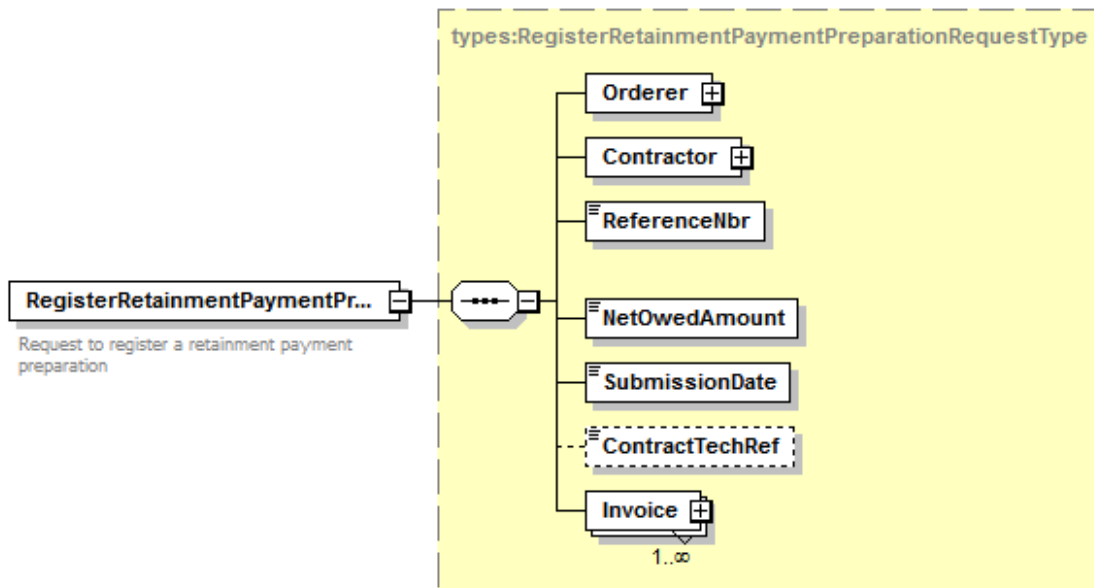 types:RegisterRetainmentPaymentPreparationRequestType
Orderer
Contractor
ReferenceNbr
RegisterRetainmentPaymentPr...
Request to register a retainment payment
preparation
NetOwedAmount
SubmissionDate
ContractTechRef
Invoice
1..∞